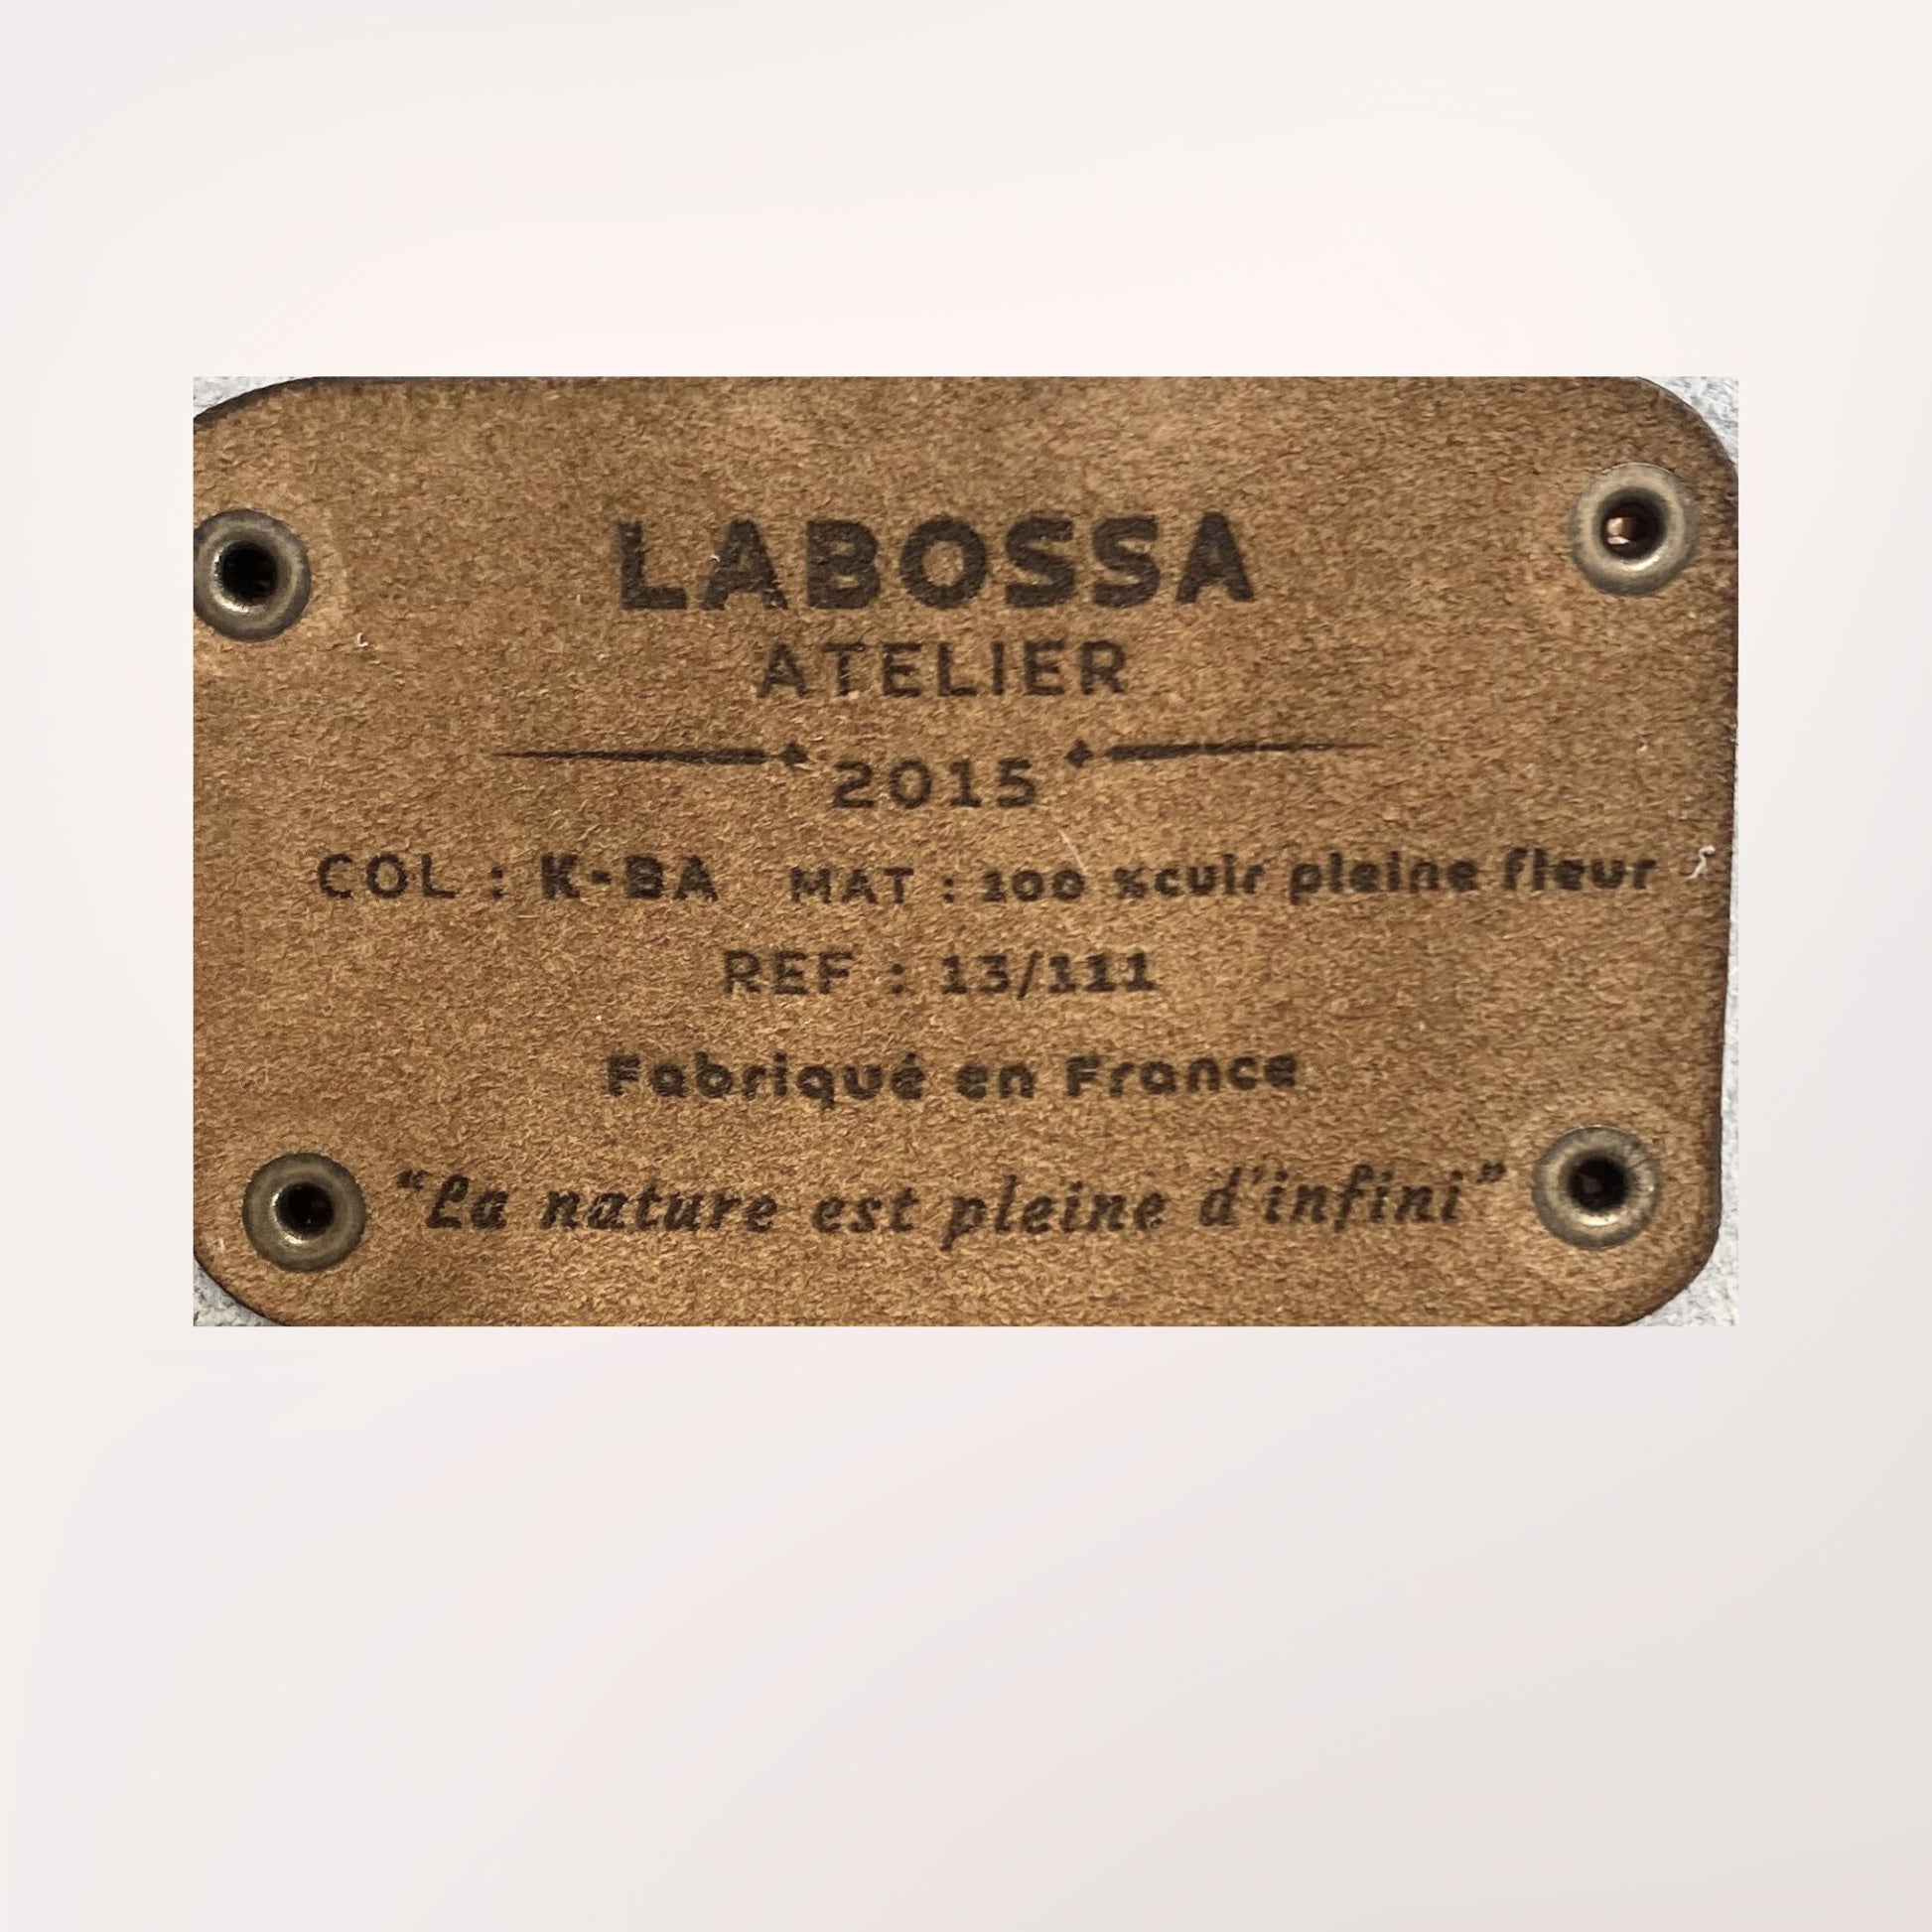 LABOSSA
ATELIER
2015
COL : K-BA MAT : 100 %cuir pleine fleur
REF : 13/111
Fabriqué en France
“La nature est pleine d’infini”